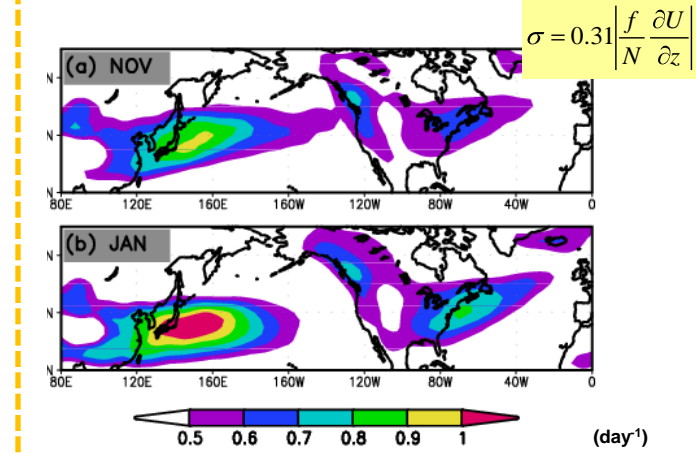 σ = 0.31 | f/N ∂U/∂z |
(a) NOV
N
N
N
80E 120E 160E 160W 120W 80W 40W 0
(b) JAN
N
N
N
80E 120E 160E 160W 120W 80W 40W 0
0.5 0.6 0.7 0.8 0.9 1 (day⁻¹)